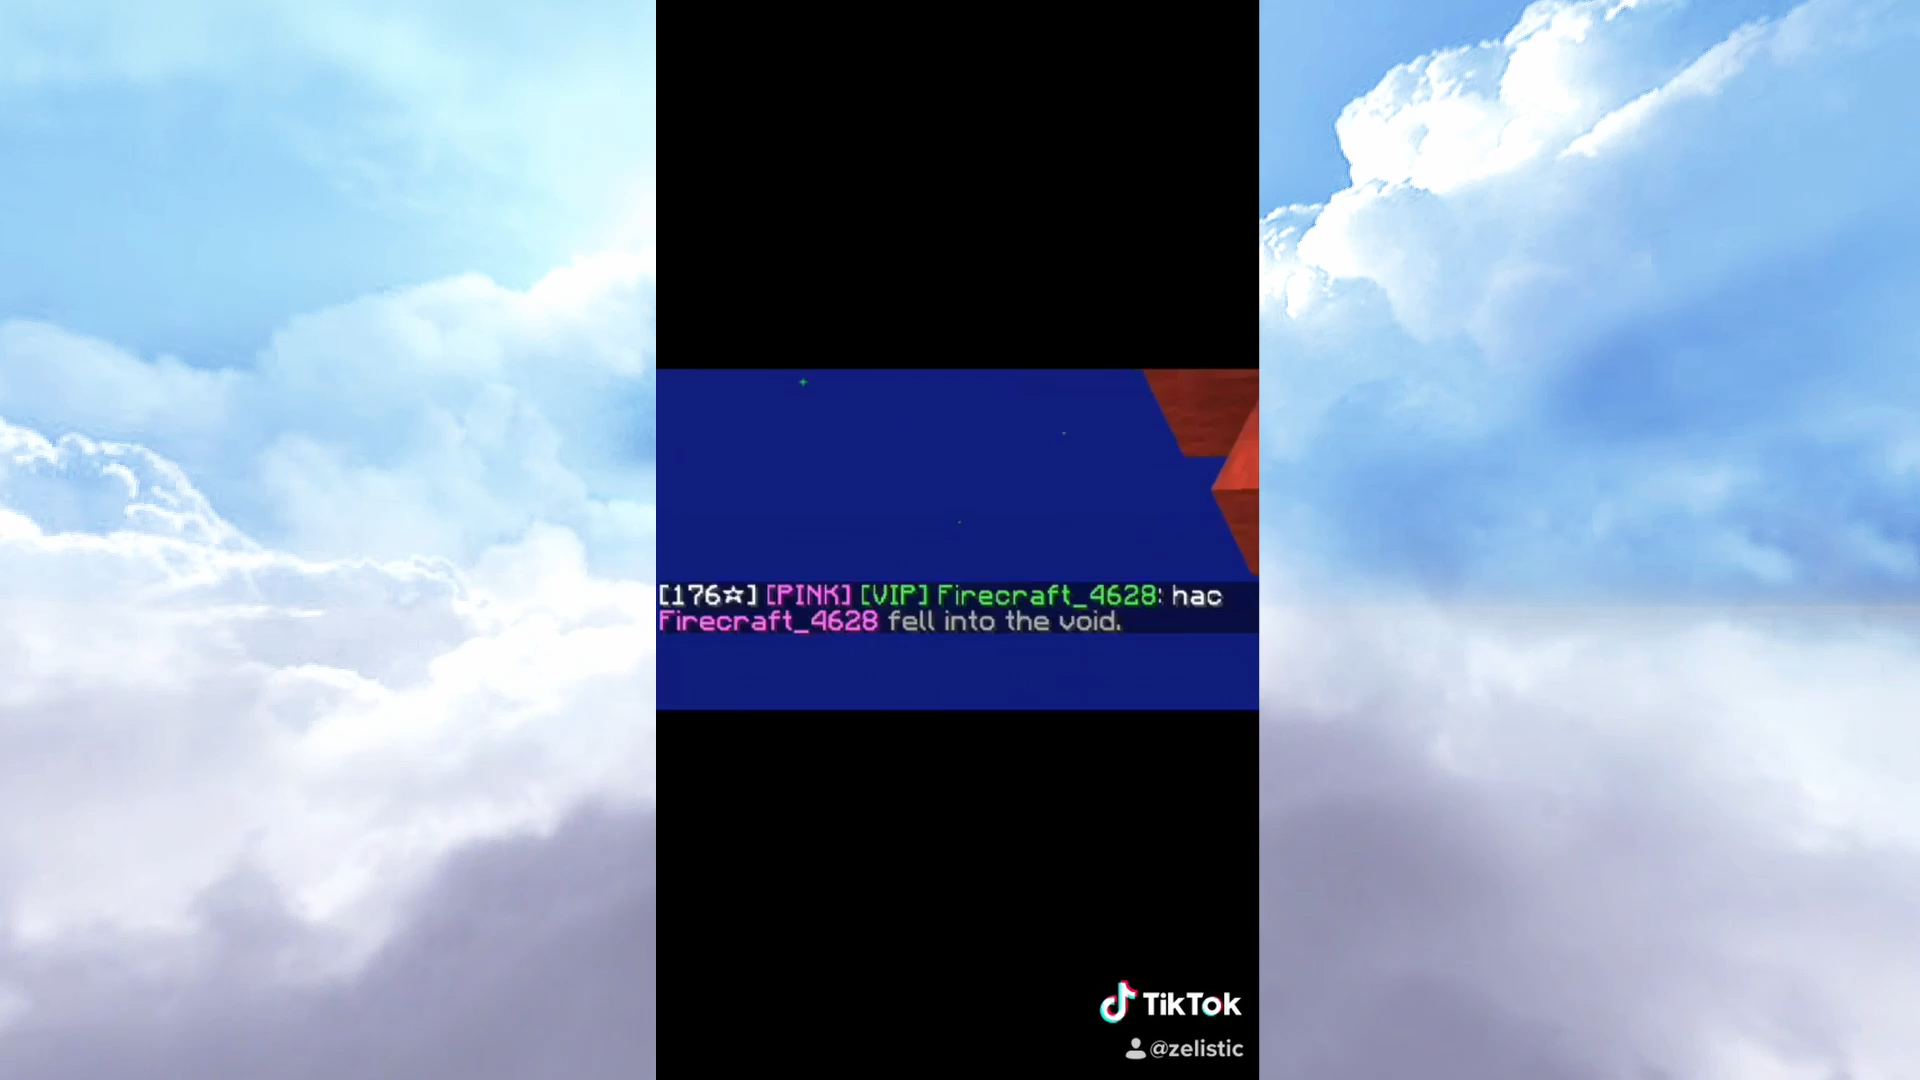 [176☆] [PINK] [VIP] Firecraft_4628: hac
Firecraft_4628 fell into the void.
TikTok
@zelistic